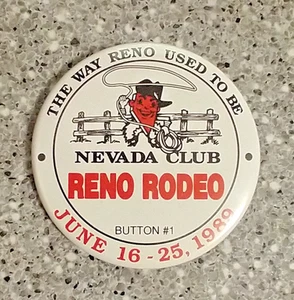 THE WAY RENO USED TO BE
NEVADA CLUB
RENO RODEO
BUTTON #1
JUNE 16 - 25, 1989